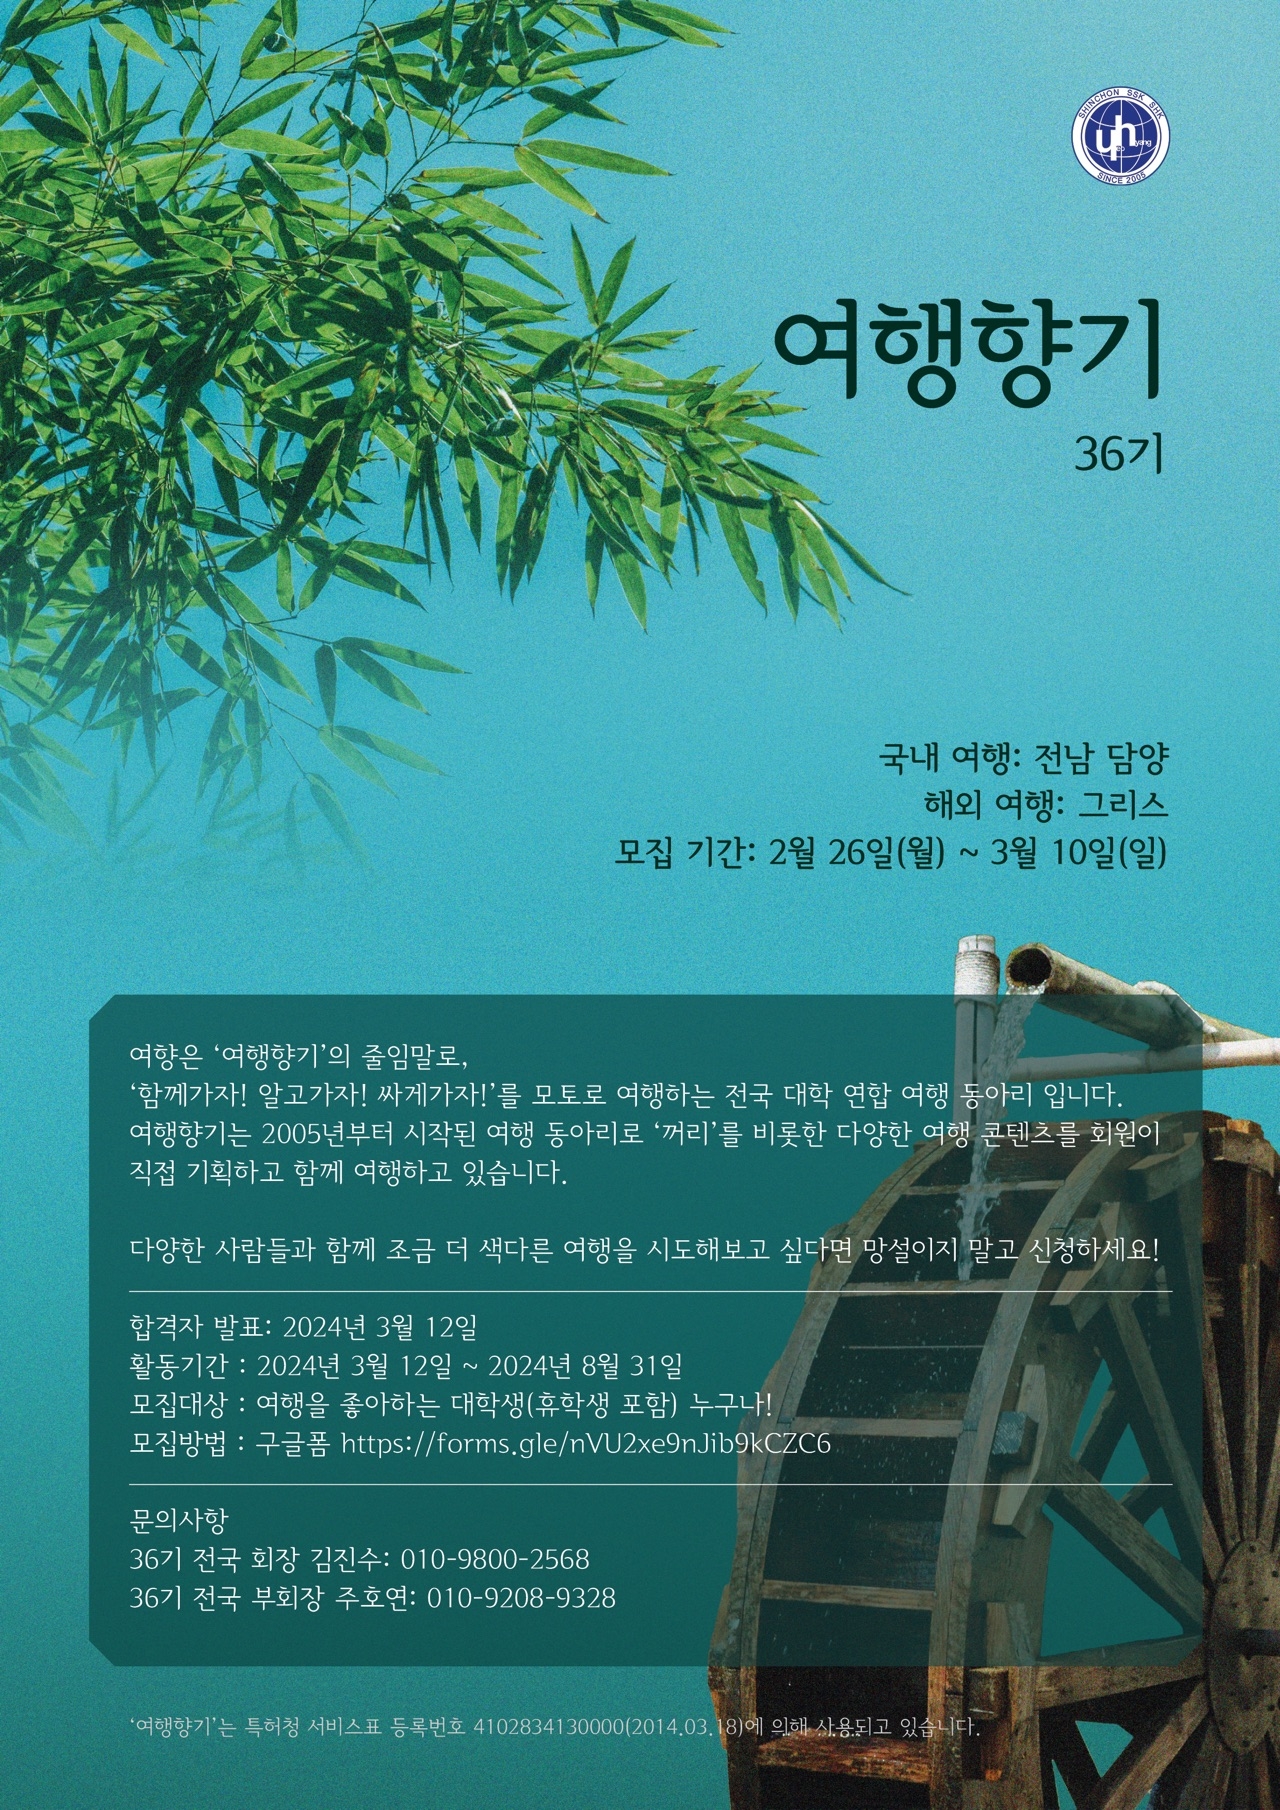 SHINCHON SSK SHK
yeo hyang
SINCE 2005
여행향기
36기
국내 여행: 전남 담양
해외 여행: 그리스
모집 기간: 2월 26일(월) ~ 3월 10일(일)
여향은 ‘여행향기’의 줄임말로,
‘함께가자! 알고가자! 싸게가자!’를 모토로 여행하는 전국 대학 연합 여행 동아리 입니다.
여행향기는 2005년부터 시작된 여행 동아리로 ‘꺼리’를 비롯한 다양한 여행 콘텐츠를 회원이
직접 기획하고 함께 여행하고 있습니다.
다양한 사람들과 함께 조금 더 색다른 여행을 시도해보고 싶다면 망설이지 말고 신청하세요!
합격자 발표: 2024년 3월 12일
활동기간 : 2024년 3월 12일 ~ 2024년 8월 31일
모집대상 : 여행을 좋아하는 대학생(휴학생 포함) 누구나!
모집방법 : 구글폼 https://forms.gle/nVU2xe9nJib9kCZC6
문의사항
36기 전국 회장 김진수: 010-9800-2568
36기 전국 부회장 주호연: 010-9208-9328
‘여행향기’는 특허청 서비스표 등록번호 4102834130000(2014.03.18)에 의해 사용되고 있습니다.